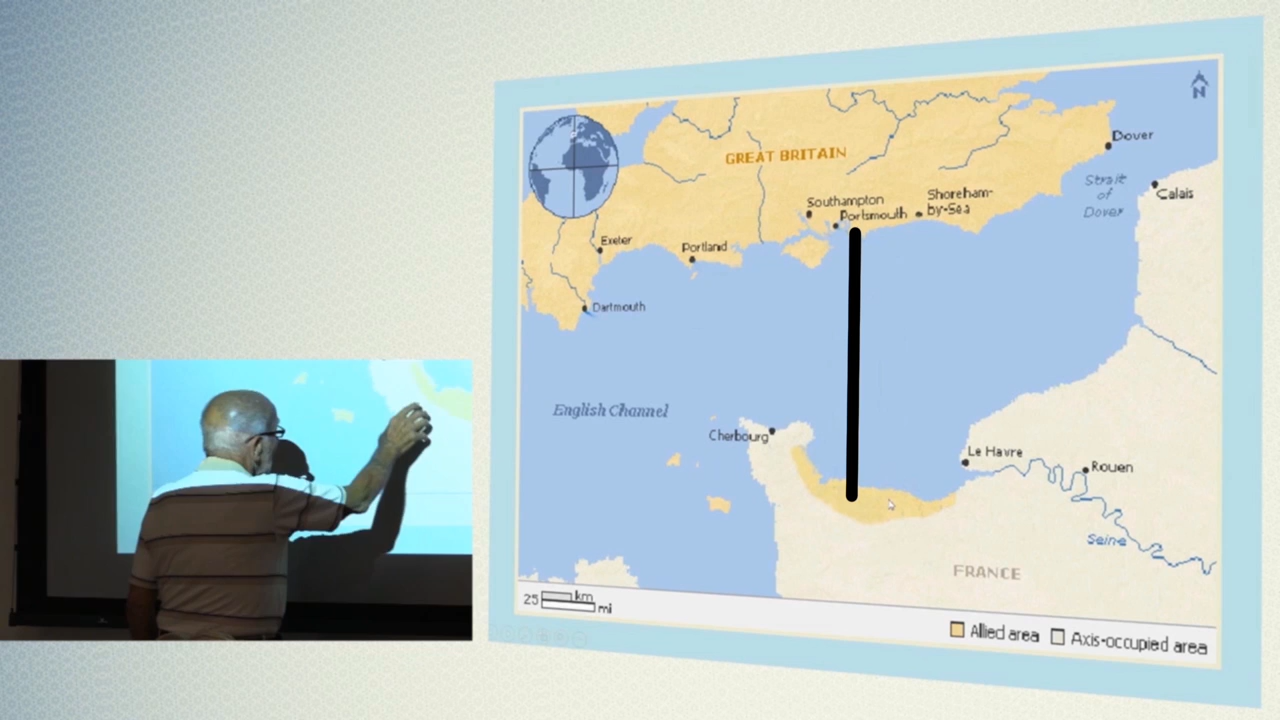 N
GREAT BRITAIN
Dover
Strait
of
Dover
Calais
Southampton
Portsmouth
Shoreham-
by-Sea
Exeter
Portland
Dartmouth
English Channel
Cherbourg
Le Havre
Rouen
Seine
FRANCE
25 km
mi
Allied area
Axis-occupied area